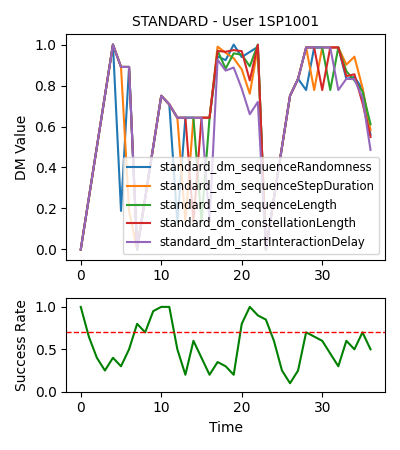 STANDARD - User 1SP1001
DM Value
1.0
0.8
0.6
0.4
0.2
0.0
standard_dm_sequenceRandomness
standard_dm_sequenceStepDuration
standard_dm_sequenceLength
standard_dm_constellationLength
standard_dm_startInteractionDelay
0 10 20 30
Success Rate
1.0
0.5
0.0
0 10 20 30
Time